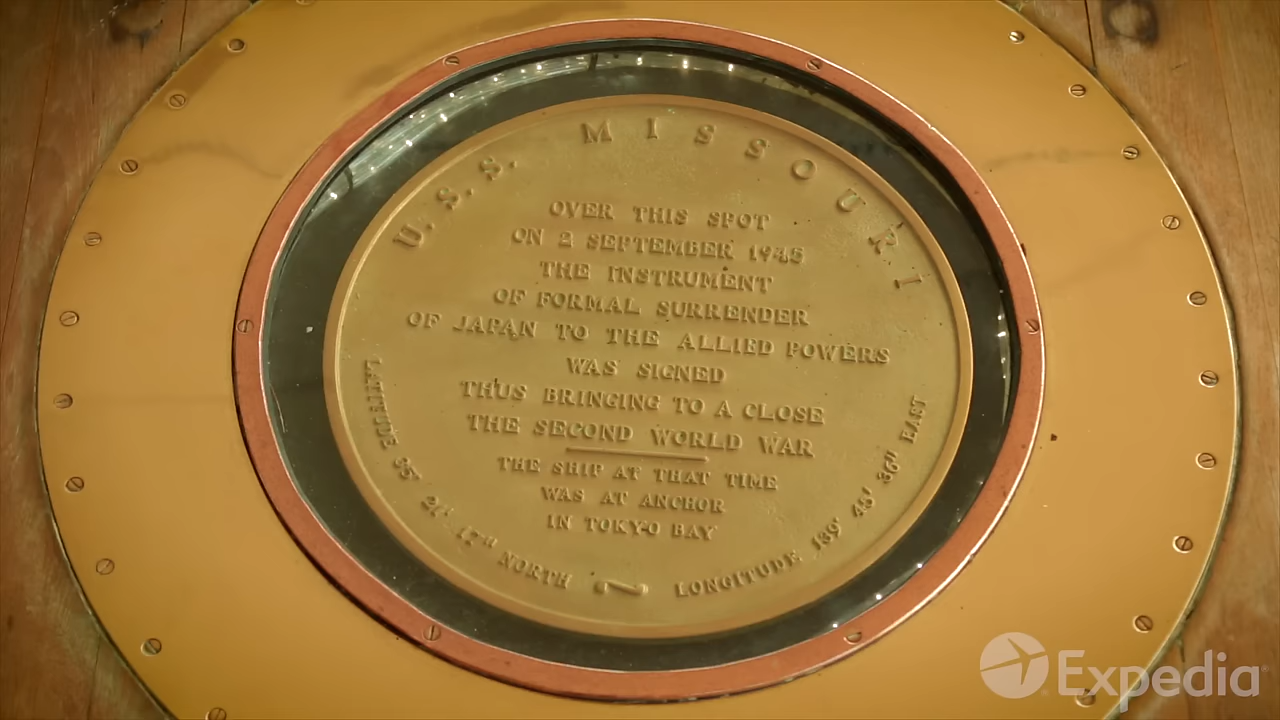 U.S.S. MISSOURI
OVER THIS SPOT
ON 2 SEPTEMBER 1945
THE INSTRUMENT
OF FORMAL SURRENDER
OF JAPAN TO THE ALLIED POWERS
WAS SIGNED
THUS BRINGING TO A CLOSE
THE SECOND WORLD WAR
THE SHIP AT THAT TIME
WAS AT ANCHOR
IN TOKYO BAY
LATITUDE 35° 21' 17" NORTH ~ LONGITUDE 139° 45' 36" EAST
Expedia®